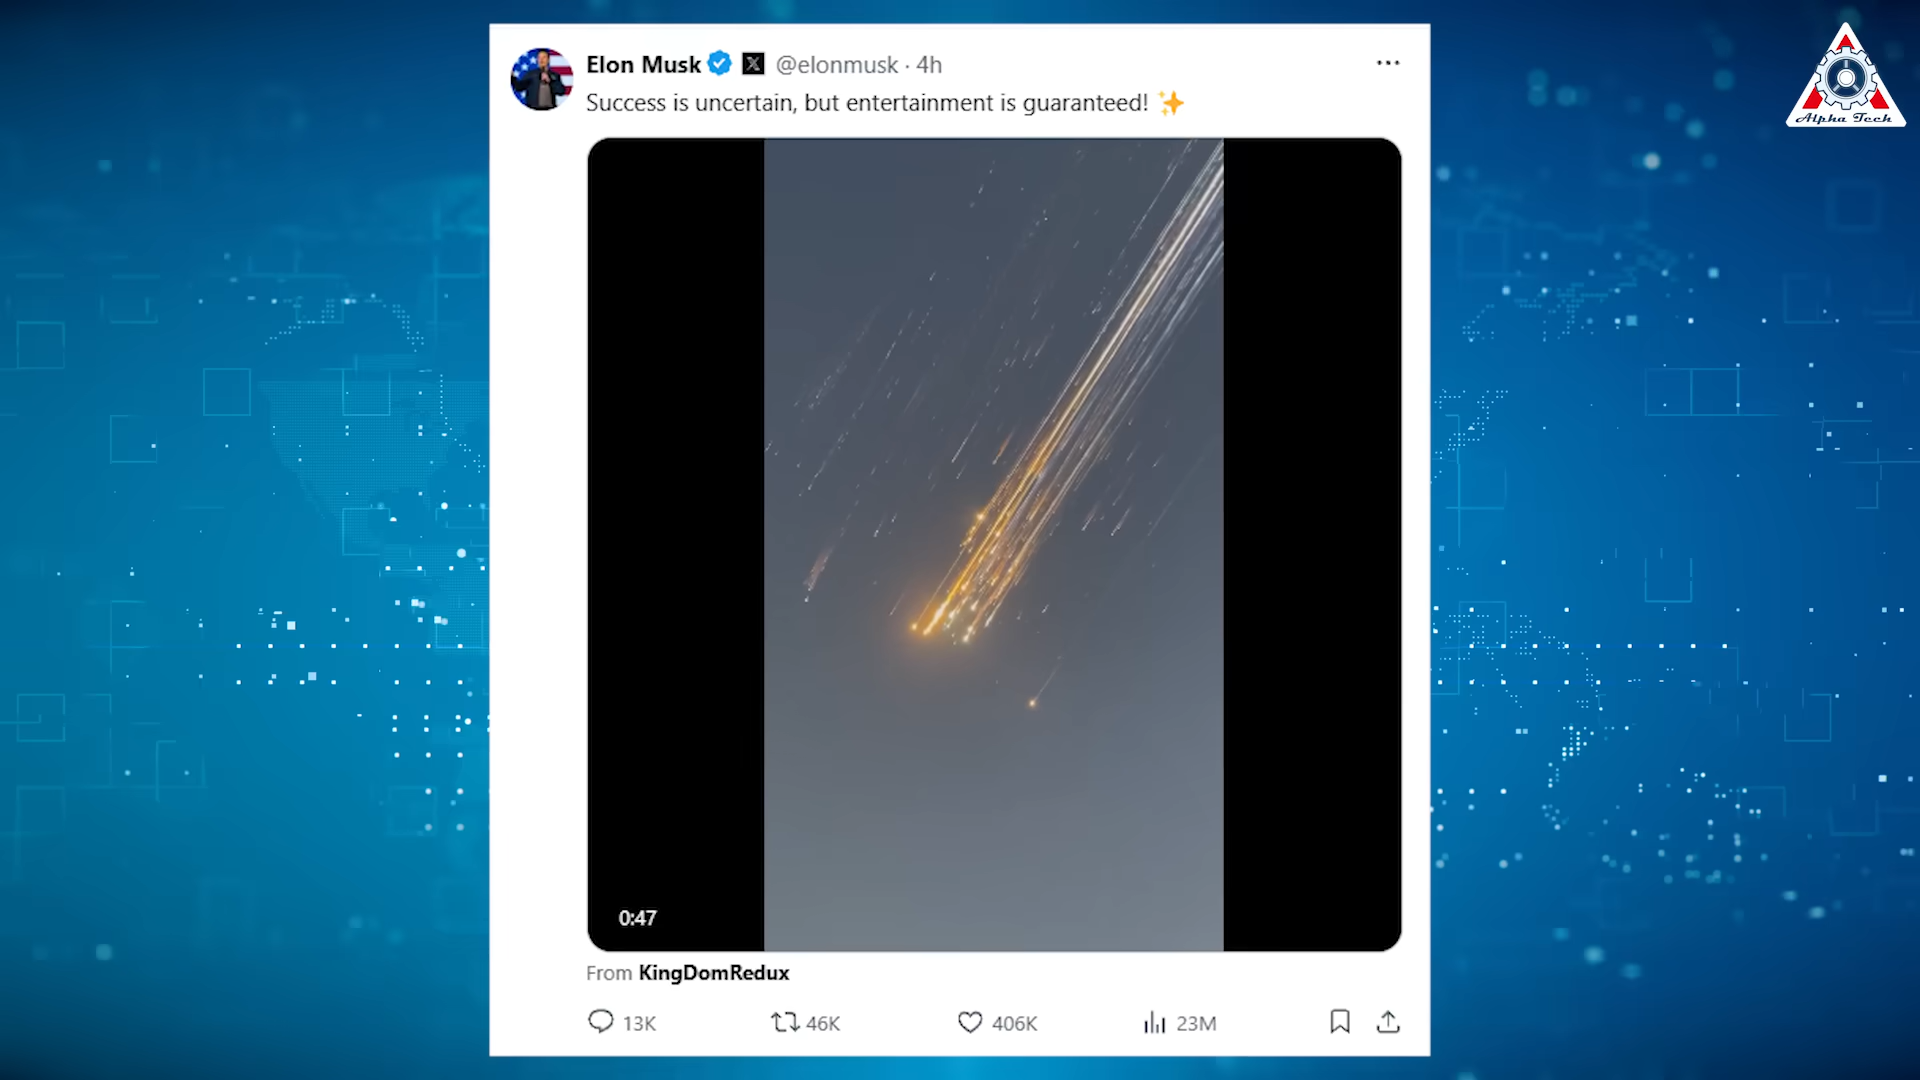 Elon Musk @elonmusk · 4h
Success is uncertain, but entertainment is guaranteed! ✨
Alpha Tech
0:47
From KingDomRedux
13K 46K 406K 23M